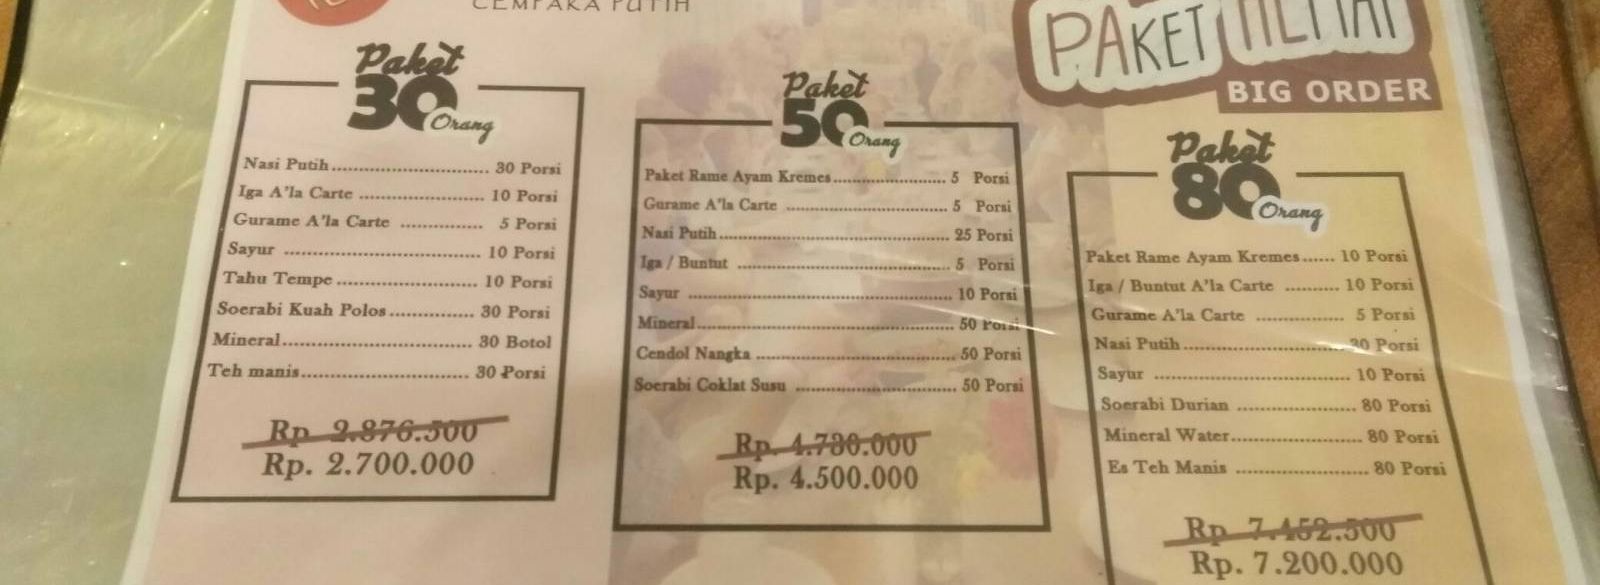 CEMPAKA PUTIH
PAKET HEMAT
BIG ORDER
Paket
30
Orang
Nasi Putih 30 Porsi
Iga A'la Carte 10 Porsi
Gurame A'la Carte 5 Porsi
Sayur 10 Porsi
Tahu Tempe 10 Porsi
Soerabi Kuah Polos 30 Porsi
Mineral 30 Botol
Teh manis 30 Porsi
Rp 2.876.500
Rp. 2.700.000
Paket
50
Orang
Paket Rame Ayam Kremes 5 Porsi
Gurame A'la Carte 5 Porsi
Nasi Putih 25 Porsi
Iga / Buntut 5 Porsi
Sayur 10 Porsi
Mineral 50 Porsi
Cendol Nangka 50 Porsi
Soerabi Coklat Susu 50 Porsi
Rp. 4.780.000
Rp. 4.500.000
Paket
80
Orang
Paket Rame Ayam Kremes 10 Porsi
Iga / Buntut A'la Carte 10 Porsi
Gurame A'la Carte 5 Porsi
Nasi Putih 30 Porsi
Sayur 10 Porsi
Soerabi Durian 80 Porsi
Mineral Water 80 Porsi
Es Teh Manis 80 Porsi
Rp 7.452.500
Rp. 7.200.000